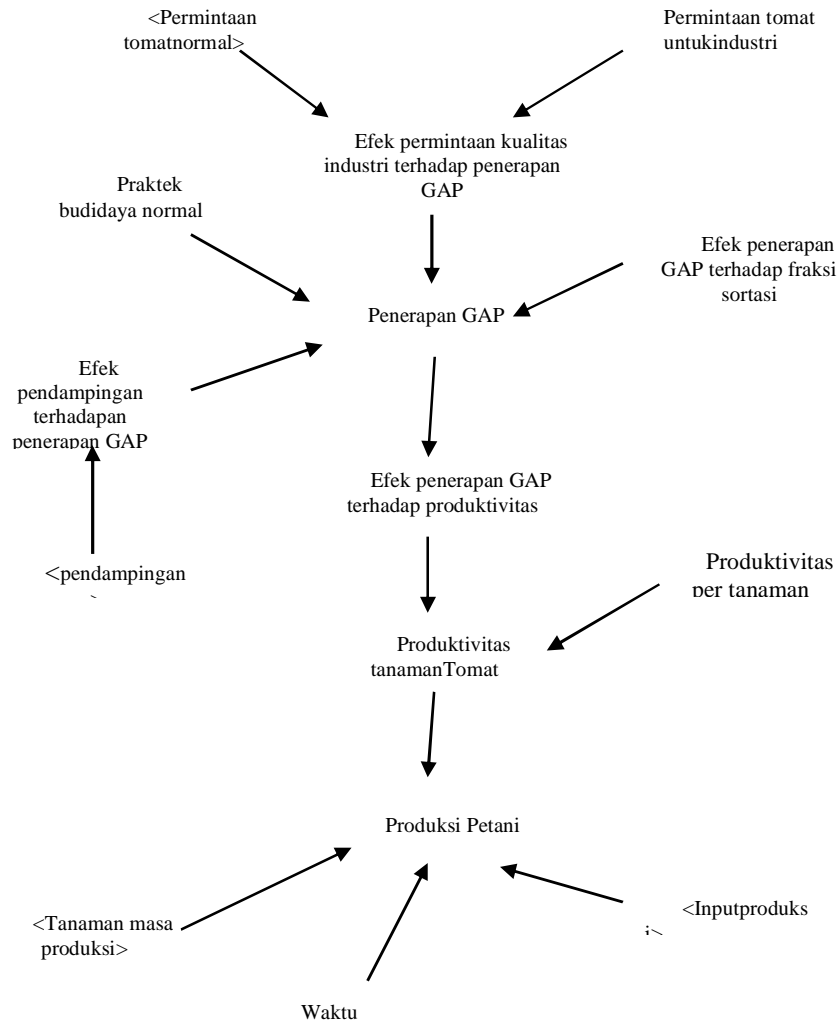 <Permintaan
tomatnormal>
Permintaan tomat
untukindustri
Efek permintaan kualitas
industri terhadap penerapan
GAP
Praktek
budidaya normal
Efek penerapan
GAP terhadap fraksi
sortasi
Penerapan GAP
Efek
pendampingan
terhadapan
penerapan GAP
Efek penerapan GAP
terhadap produktivitas
<pendampingan
>
Produktivitas
per tanaman
Produktivitas
tanamanTomat
Produksi Petani
<Tanaman masa
produksi>
<Inputproduks
i>
Waktu